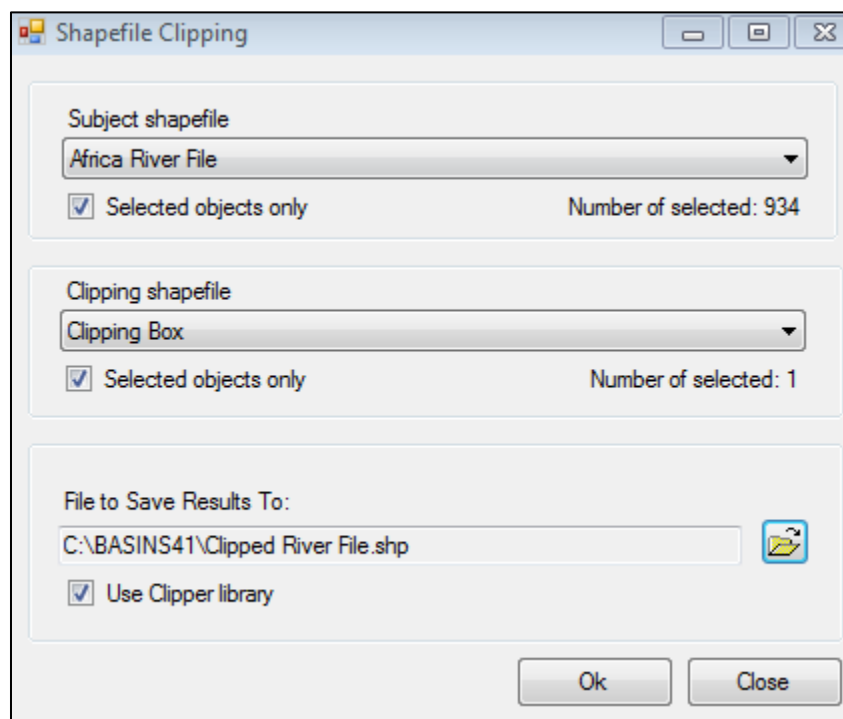 Shapefile Clipping
Subject shapefile
Africa River File
Selected objects only Number of selected: 934
Clipping shapefile
Clipping Box
Selected objects only Number of selected: 1
File to Save Results To:
C:\BASINS41\Clipped River File.shp
Use Clipper library
Ok Close